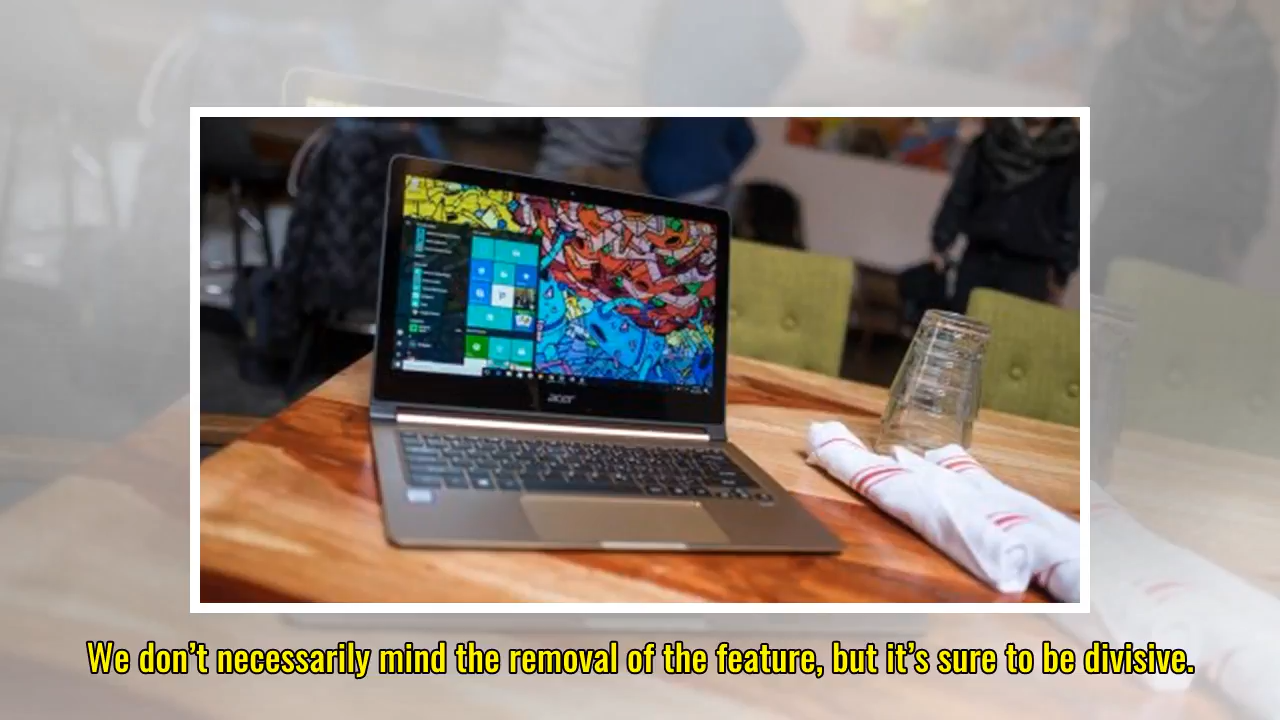 acer
We don’t necessarily mind the removal of the feature, but it’s sure to be divisive.